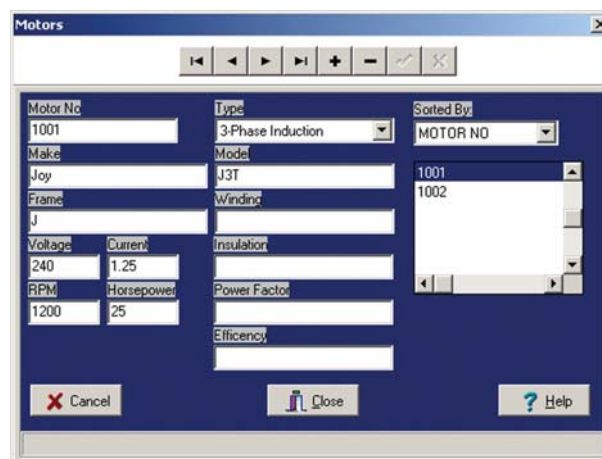 Motors
Motor No
1001
Type
3-Phase Induction
Sorted By:
MOTOR NO
Make
Joy
Model
J3T
1001
1002
Frame
J
Winding
Voltage
Current
240
1.25
Insulation
RPM
Horsepower
1200
25
Power Factor
Efficency
Cancel
Close
Help